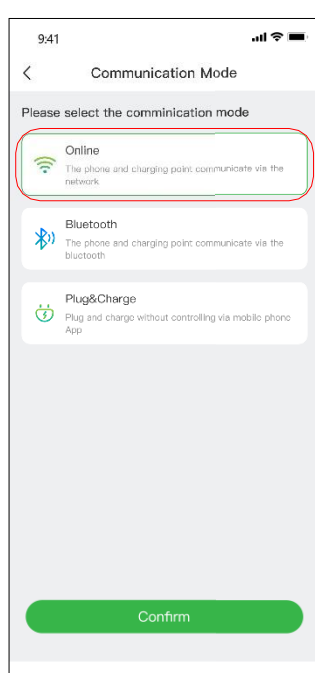 9:41
Communication Mode
Please select the comminication mode
Online
The phone and charging point communicate via the
network
Bluetooth
The phone and charging point communicate via the
bluetooth
Plug&Charge
Plug and charge without controlling via mobile phone
App
Confirm